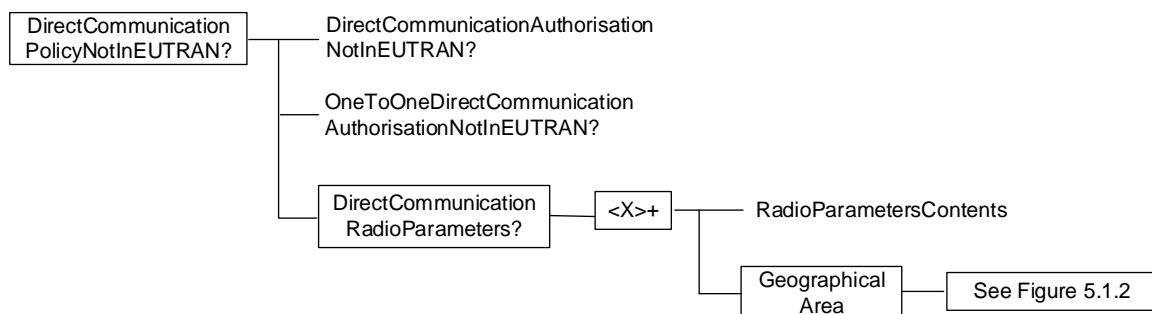 DirectCommunication
PolicyNotInEUTRAN?
DirectCommunicationAuthorisation
NotInEUTRAN?
OneToOneDirectCommunication
AuthorisationNotInEUTRAN?
DirectCommunication
RadioParameters?
<X>+
RadioParametersContents
Geographical
Area
See Figure 5.1.2